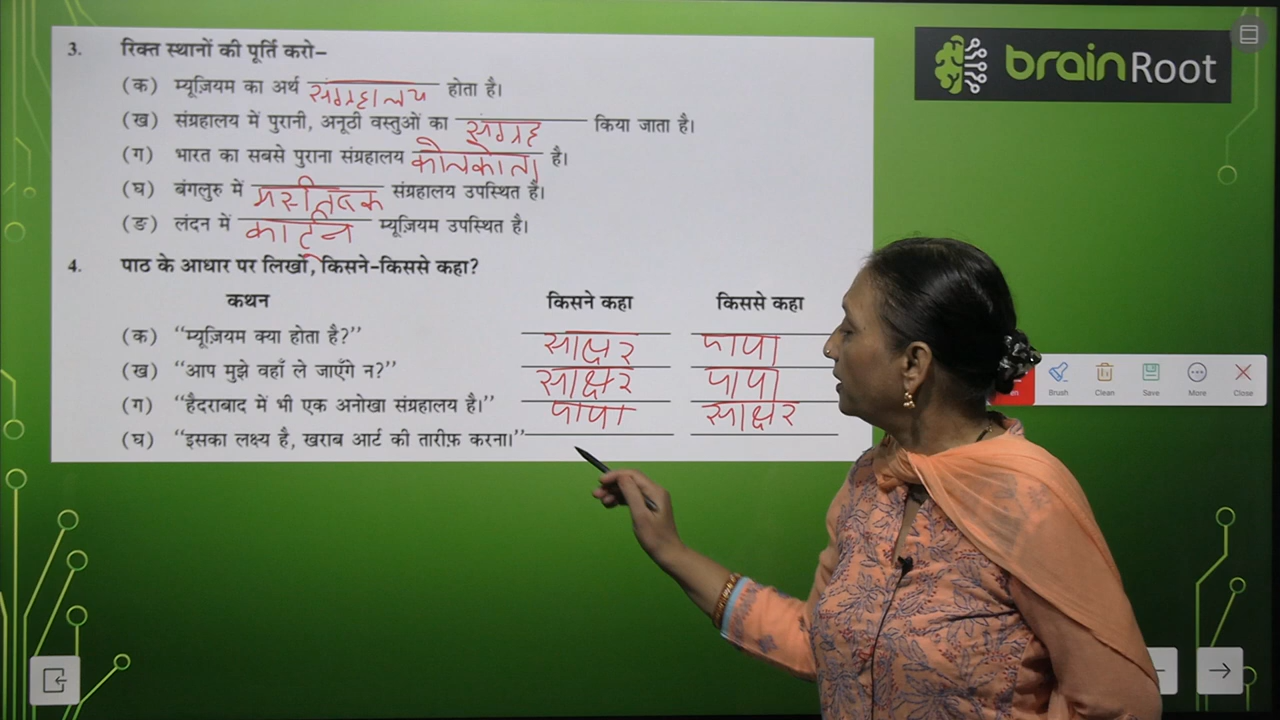 brainRoot
3. रिक्त स्थानों की पूर्ति करो–
(क) म्यूज़ियम का अर्थ संग्रहालय होता है।
(ख) संग्रहालय में पुरानी, अनूठी वस्तुओं का संग्रह किया जाता है।
(ग) भारत का सबसे पुराना संग्रहालय कोलकाता है।
(घ) बंगलुरु में संग्रहालय उपस्थित है।
(ङ) लंदन में कार्टून म्यूज़ियम उपस्थित है।
4. पाठ के आधार पर लिखो, किसने-किससे कहा?
कथन किसने कहा किससे कहा
(क) “म्यूज़ियम क्या होता है?” साक्षर पापा
(ख) “आप मुझे वहाँ ले जाएँगे न?” साक्षर पापा
(ग) “हैदराबाद में भी एक अनोखा संग्रहालय है।” पापा साक्षर
(घ) “इसका लक्ष्य है, खराब आर्ट की तारीफ़ करना।”
Brush Clean Save More Close